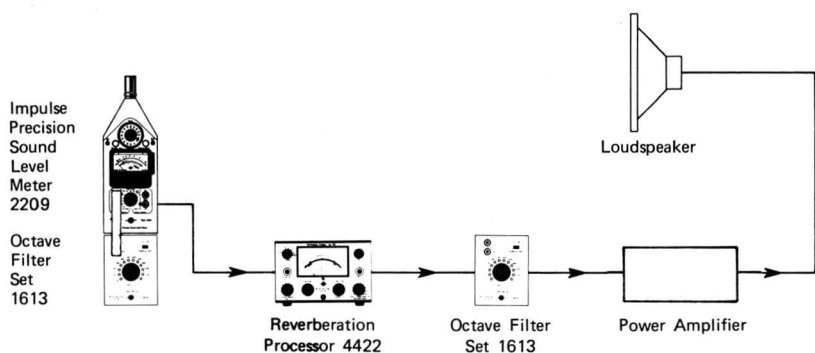 Impulse
Precision
Sound
Level
Meter
2209
Octave
Filter
Set
1613
Loudspeaker
Reverberation
Processor 4422
Octave Filter
Set 1613
Power Amplifier